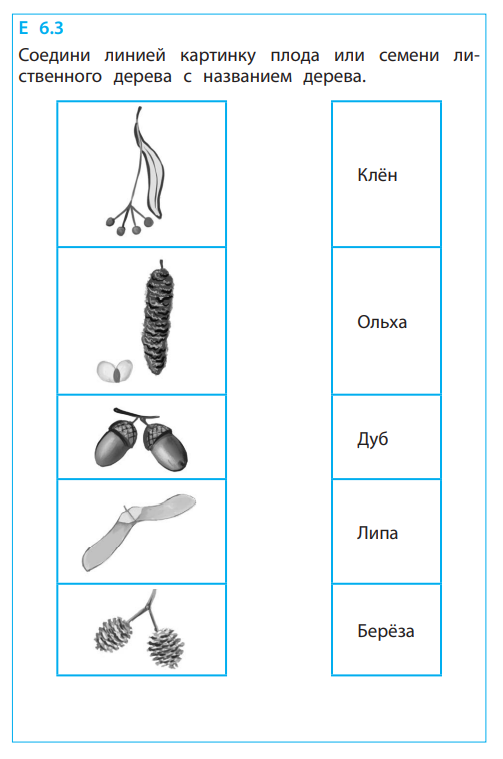 Е 6.3
Соедини линией картинку плода или семени ли-
ственного дерева с названием дерева.
Клён
Ольха
Дуб
Липа
Берёза